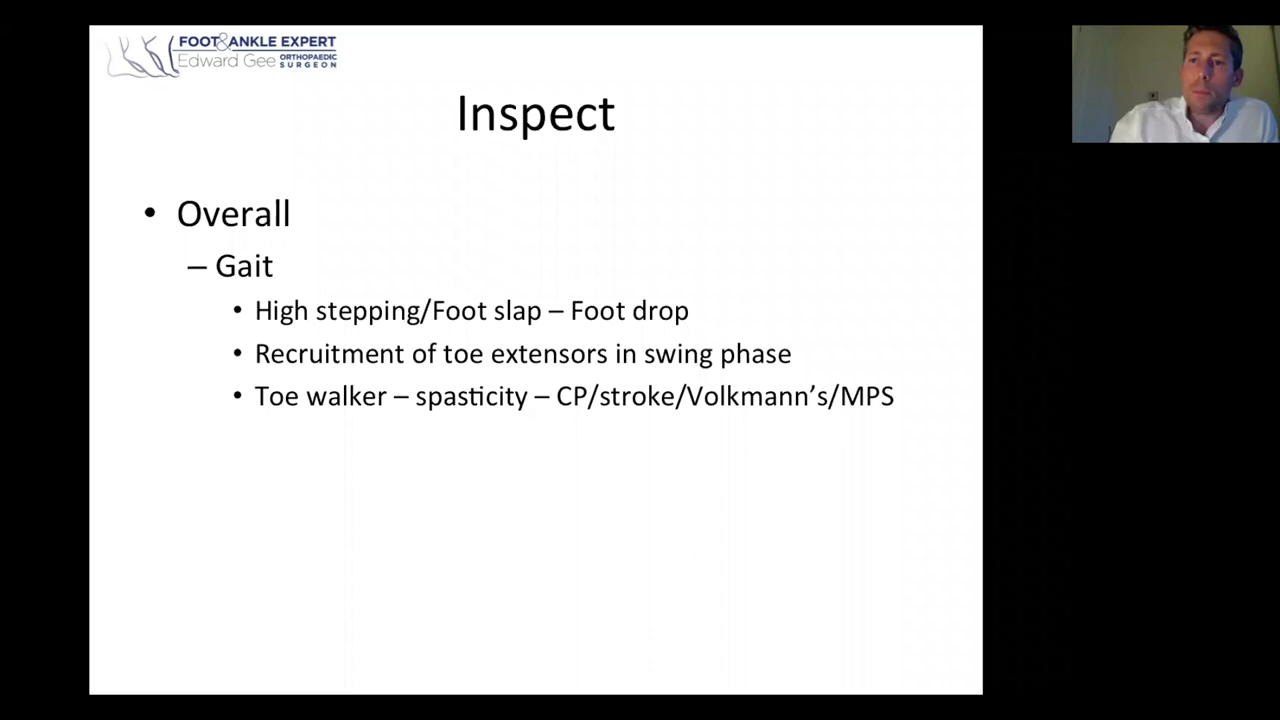 FOOT&ANKLE EXPERT
Edward Gee ORTHOPAEDIC SURGEON
Inspect
• Overall
– Gait
• High stepping/Foot slap – Foot drop
• Recruitment of toe extensors in swing phase
• Toe walker – spasticity – CP/stroke/Volkmann’s/MPS